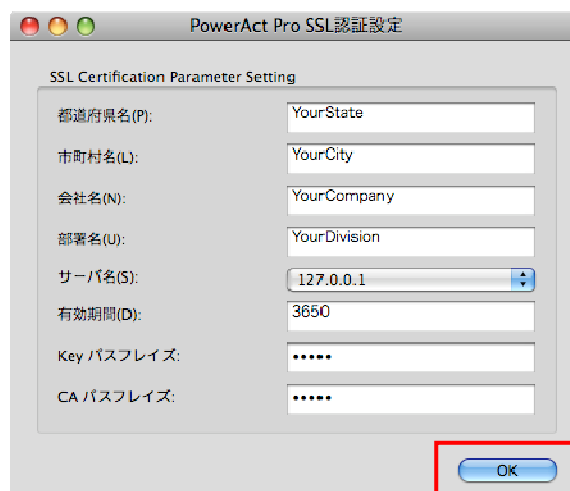 PowerAct Pro SSL認証設定
SSL Certification Parameter Setting
都道府県名(P): YourState
市町村名(L): YourCity
会社名(N): YourCompany
部署名(U): YourDivision
サーバ名(S): 127.0.0.1
有効期間(D): 3650
Key パスフレイズ: •••••
CA パスフレイズ: •••••
OK